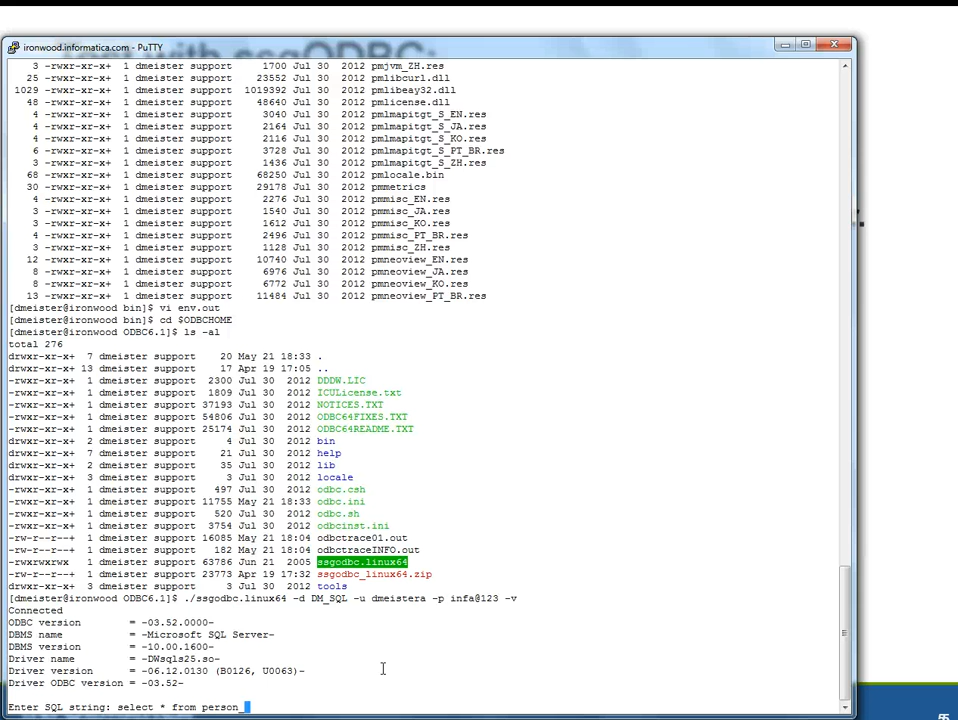 test with ssgODBC:
ironwood.informatica.com - PuTTY
3 -rwxr-xr-x+ 1 dmeister support 1700 Jul 30 2012 pmjvm_ZH.res
25 -rwxr-xr-x+ 1 dmeister support 23552 Jul 30 2012 pmlibcurl.dll
1029 -rwxr-xr-x+ 1 dmeister support 1019392 Jul 30 2012 pmlibeay32.dll
48 -rwxr-xr-x+ 1 dmeister support 48640 Jul 30 2012 pmlicense.dll
4 -rwxr-xr-x+ 1 dmeister support 3040 Jul 30 2012 pmlmapitgt_S_EN.res
4 -rwxr-xr-x+ 1 dmeister support 2164 Jul 30 2012 pmlmapitgt_S_JA.res
4 -rwxr-xr-x+ 1 dmeister support 2116 Jul 30 2012 pmlmapitgt_S_KO.res
6 -rwxr-xr-x+ 1 dmeister support 3728 Jul 30 2012 pmlmapitgt_S_PT_BR.res
3 -rwxr-xr-x+ 1 dmeister support 1436 Jul 30 2012 pmlmapitgt_S_ZH.res
68 -rwxr-xr-x+ 1 dmeister support 68250 Jul 30 2012 pmlocale.bin
30 -rwxr-xr-x+ 1 dmeister support 29178 Jul 30 2012 pmmetrics
4 -rwxr-xr-x+ 1 dmeister support 2276 Jul 30 2012 pmmisc_EN.res
3 -rwxr-xr-x+ 1 dmeister support 1540 Jul 30 2012 pmmisc_JA.res
3 -rwxr-xr-x+ 1 dmeister support 1612 Jul 30 2012 pmmisc_KO.res
4 -rwxr-xr-x+ 1 dmeister support 2496 Jul 30 2012 pmmisc_PT_BR.res
3 -rwxr-xr-x+ 1 dmeister support 1128 Jul 30 2012 pmmisc_ZH.res
12 -rwxr-xr-x+ 1 dmeister support 10740 Jul 30 2012 pmneoview_EN.res
8 -rwxr-xr-x+ 1 dmeister support 6976 Jul 30 2012 pmneoview_JA.res
8 -rwxr-xr-x+ 1 dmeister support 6772 Jul 30 2012 pmneoview_KO.res
13 -rwxr-xr-x+ 1 dmeister support 11484 Jul 30 2012 pmneoview_PT_BR.res
[dmeister@ironwood bin]$ vi env.out
[dmeister@ironwood bin]$ cd $ODBCHOME
[dmeister@ironwood ODBC6.1]$ ls -al
total 276
drwxr-xr-x+ 7 dmeister support 20 May 21 18:33 .
drwxr-xr-x+ 13 dmeister support 17 Apr 19 17:05 ..
-rwxr-xr-x+ 1 dmeister support 2300 Jul 30 2012 DDDW.LIC
-rwxr-xr-x+ 1 dmeister support 1809 Jul 30 2012 ICULicense.txt
-rwxr-xr-x+ 1 dmeister support 37193 Jul 30 2012 NOTICES.TXT
-rwxr-xr-x+ 1 dmeister support 54806 Jul 30 2012 ODBC64FIXES.TXT
-rwxr-xr-x+ 1 dmeister support 25174 Jul 30 2012 ODBC64README.TXT
drwxr-xr-x+ 2 dmeister support 4 Jul 30 2012 bin
drwxr-xr-x+ 7 dmeister support 21 Jul 30 2012 help
drwxr-xr-x+ 2 dmeister support 35 Jul 30 2012 lib
drwxr-xr-x+ 3 dmeister support 3 Jul 30 2012 locale
-rwxr-xr-x+ 1 dmeister support 497 Jul 30 2012 odbc.csh
-rwxr-xr-x+ 1 dmeister support 11755 May 21 18:33 odbc.ini
-rwxr-xr-x+ 1 dmeister support 520 Jul 30 2012 odbc.sh
-rwxr-xr-x+ 1 dmeister support 3754 Jul 30 2012 odbcinst.ini
-rw-r--r--+ 1 dmeister support 16085 May 21 18:04 odbctrace01.out
-rw-r--r--+ 1 dmeister support 182 May 21 18:04 odbctraceINFO.out
-rwxrwxrwx 1 dmeister support 63786 Jun 21 2005 ssgodbc.linux64
-rw-r--r--+ 1 dmeister support 23773 Apr 19 17:32 ssgodbc_linux64.zip
drwxr-xr-x+ 3 dmeister support 3 Jul 30 2012 tools
[dmeister@ironwood ODBC6.1]$ ./ssgodbc.linux64 -d DM_SQL -u dmeistera -p infa@123 -v
Connected
ODBC version = -03.52.0000-
DBMS name = -Microsoft SQL Server-
DBMS version = -10.00.1600-
Driver name = -DWsqls25.so-
Driver version = -06.12.0130 (B0126, U0063)-
Driver ODBC version = -03.52-
Enter SQL string: select * from person_